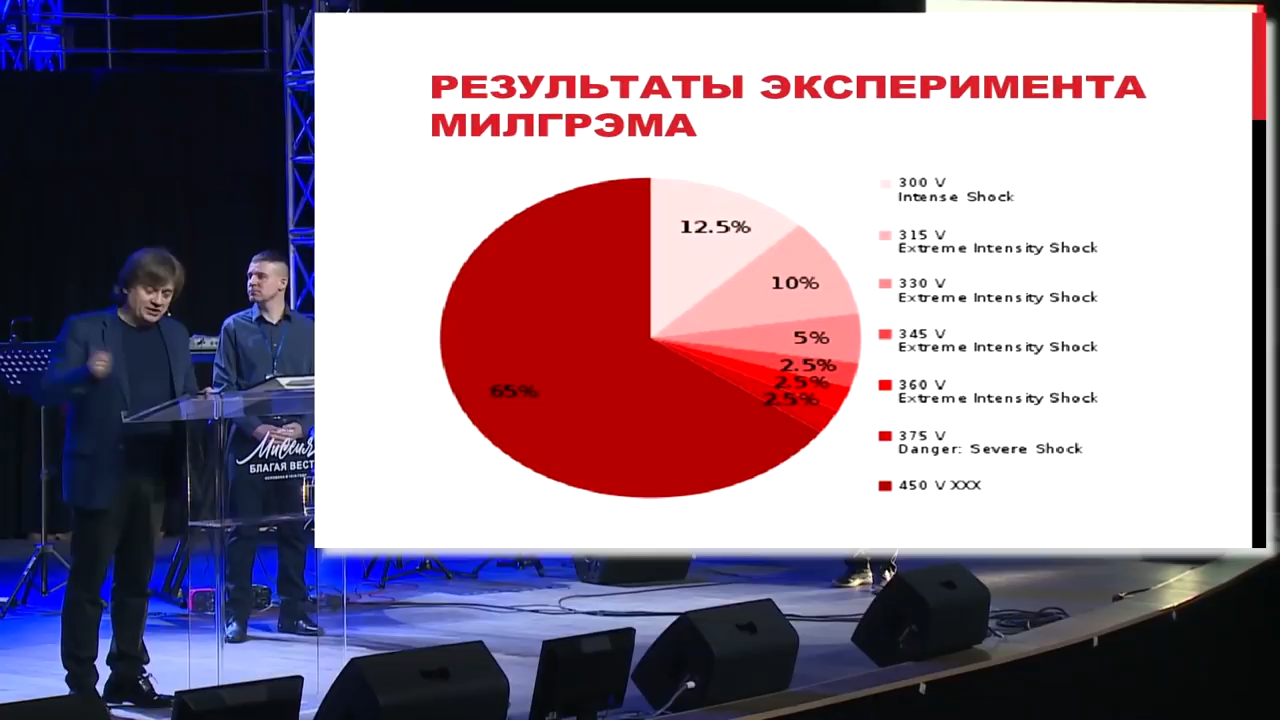 РЕЗУЛЬТАТЫ ЭКСПЕРИМЕНТА
МИЛГРЭМА
12.5%
10%
5%
2.5%
2.5%
2.5%
65%
300 V
Intense Shock
315 V
Extreme Intensity Shock
330 V
Extreme Intensity Shock
345 V
Extreme Intensity Shock
360 V
Extreme Intensity Shock
375 V
Danger: Severe Shock
450 V XXX
Миссия
БЛАГАЯ ВЕСТ